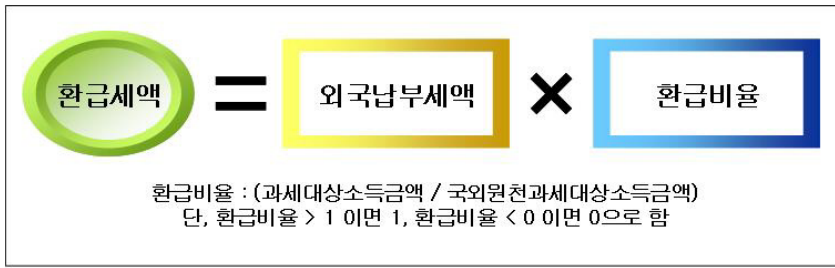 환급세액 = 외국납부세액 × 환급비율
환급비율 : (과세대상소득금액 / 국외원천과세대상소득금액)
단, 환급비율 > 1 이면 1, 환급비율 < 0 이면 0으로 함